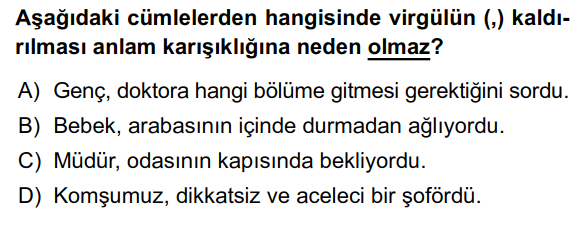 Aşağıdaki cümlelerden hangisinde virgülün (,) kaldı-
rılması anlam karışıklığına neden olmaz?
A) Genç, doktora hangi bölüme gitmesi gerektiğini sordu.
B) Bebek, arabasının içinde durmadan ağlıyordu.
C) Müdür, odasının kapısında bekliyordu.
D) Komşumuz, dikkatsiz ve aceleci bir şofördü.